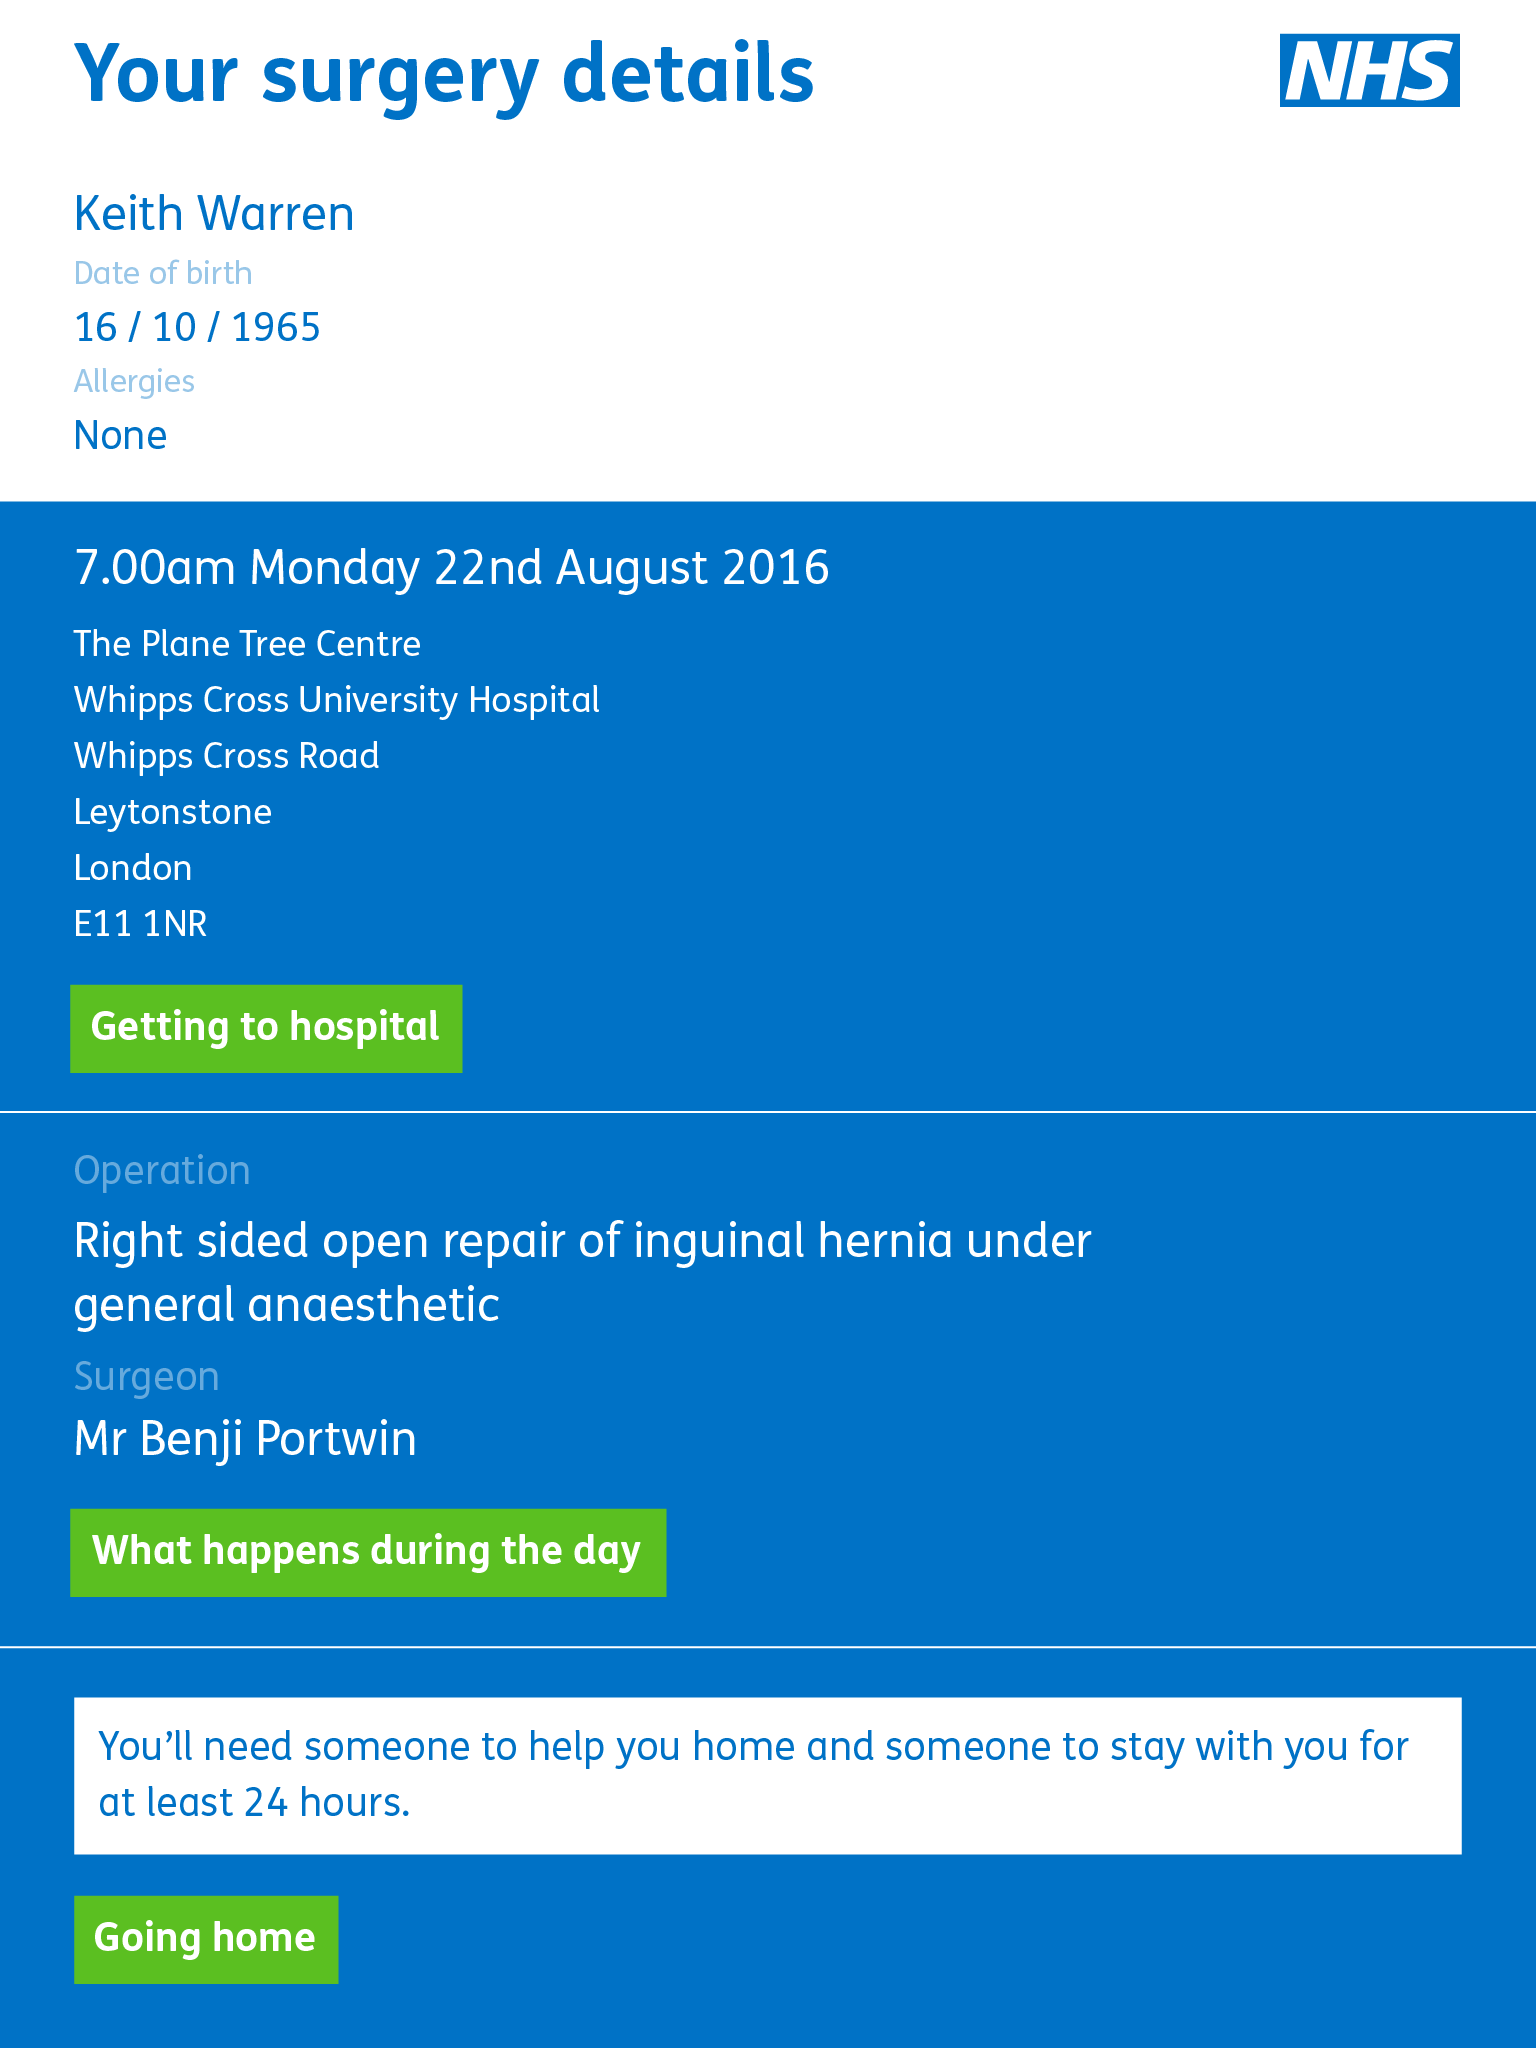 Your surgery details
NHS
Keith Warren
Date of birth
16 / 10 / 1965
Allergies
None
7.00am Monday 22nd August 2016
The Plane Tree Centre
Whipps Cross University Hospital
Whipps Cross Road
Leytonstone
London
E11 1NR
Getting to hospital
Operation
Right sided open repair of inguinal hernia under
general anaesthetic
Surgeon
Mr Benji Portwin
What happens during the day
You’ll need someone to help you home and someone to stay with you for
at least 24 hours.
Going home